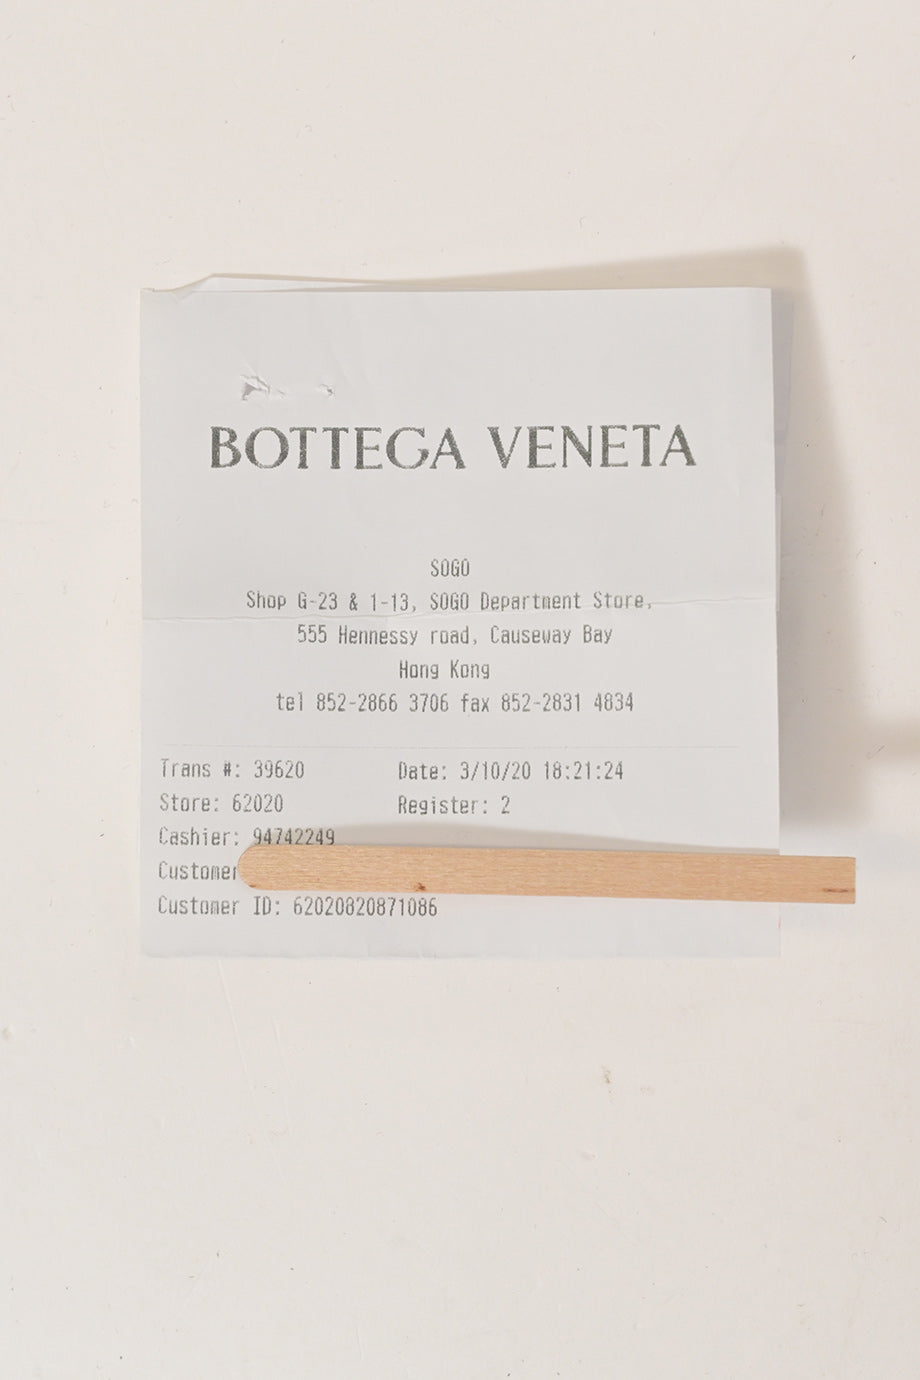 BOTTEGA VENETA
SOGO
Shop G-23 & 1-13, SOGO Department Store,
555 Hennessy road, Causeway Bay
Hong Kong
tel 852-2866 3706 fax 852-2831 4834
Trans #: 39620 Date: 3/10/20 18:21:24
Store: 62020 Register: 2
Cashier: 94742249
Customer
Customer ID: 62020820871086